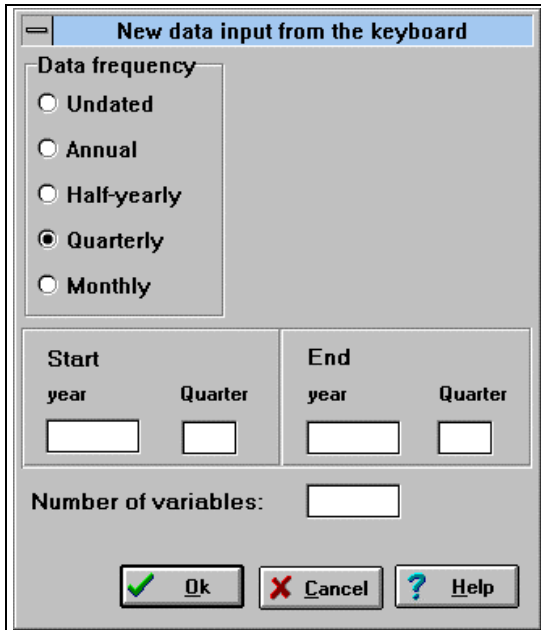 New data input from the keyboard
Data frequency
Undated
Annual
Half-yearly
Quarterly
Monthly
Start
year Quarter
End
year Quarter
Number of variables:
Ok Cancel ? Help